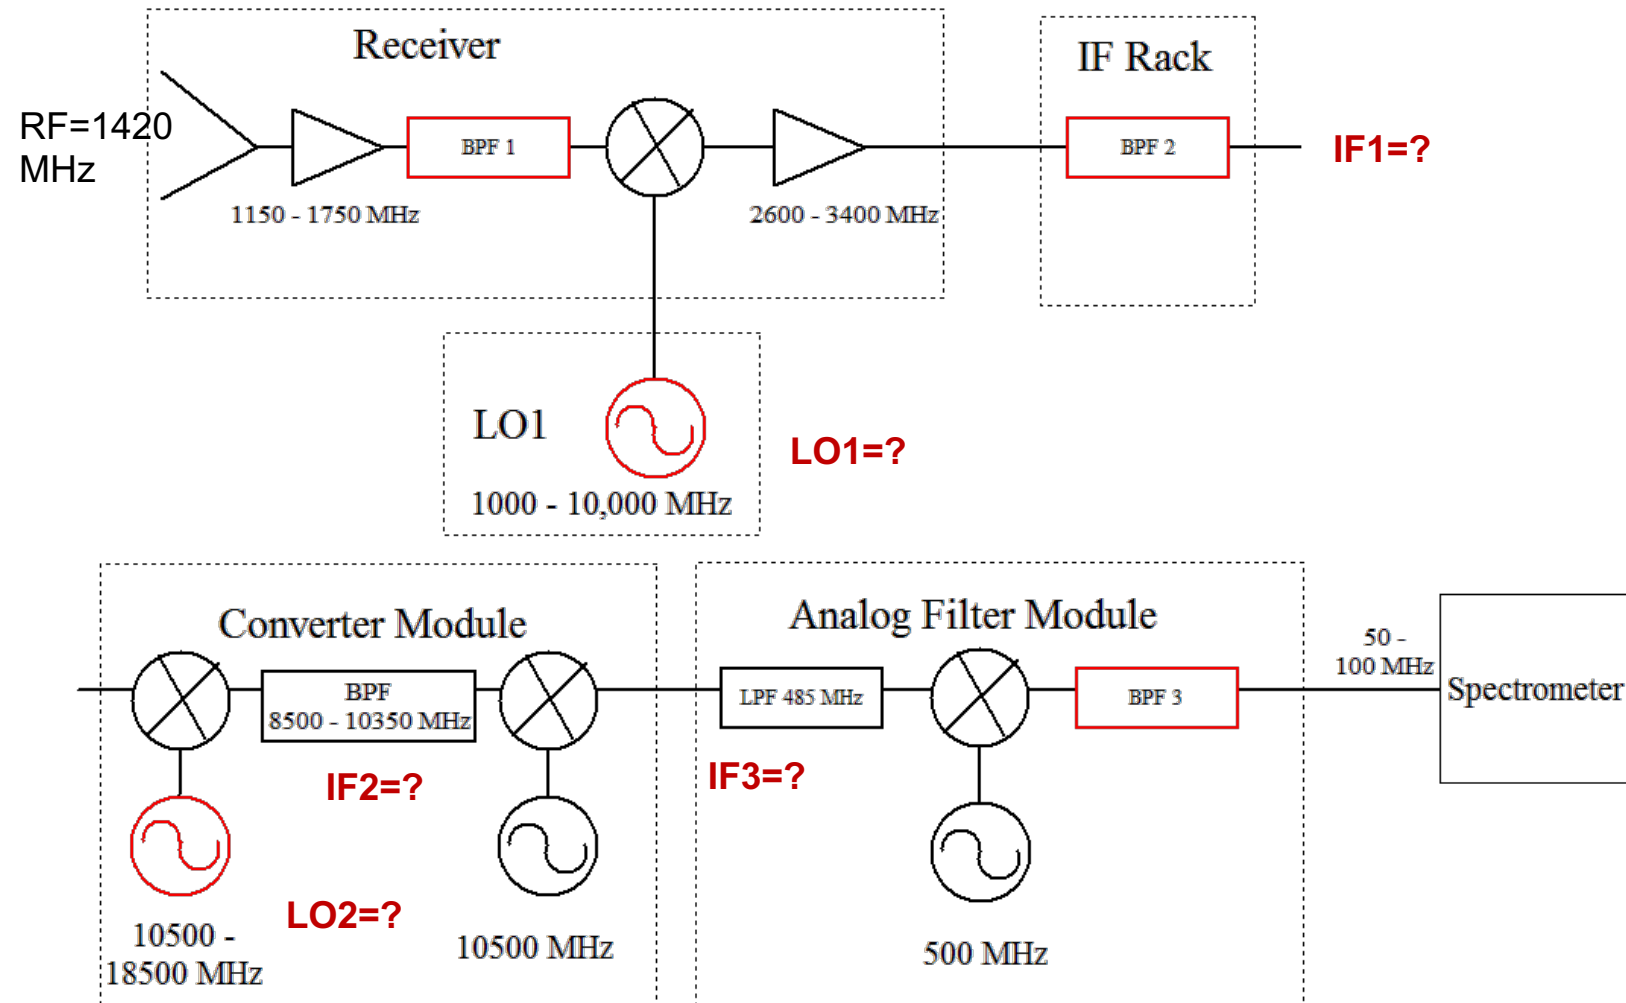 Receiver
IF Rack
RF=1420
MHz
BPF 1
BPF 2
IF1=?
1150 - 1750 MHz
2600 - 3400 MHz
LO1
LO1=?
1000 - 10,000 MHz
Converter Module
Analog Filter Module
BPF
8500 - 10350 MHz
LPF 485 MHz
BPF 3
50 -
100 MHz
Spectrometer
IF2=?
IF3=?
LO2=?
10500 -
18500 MHz
10500 MHz
500 MHz